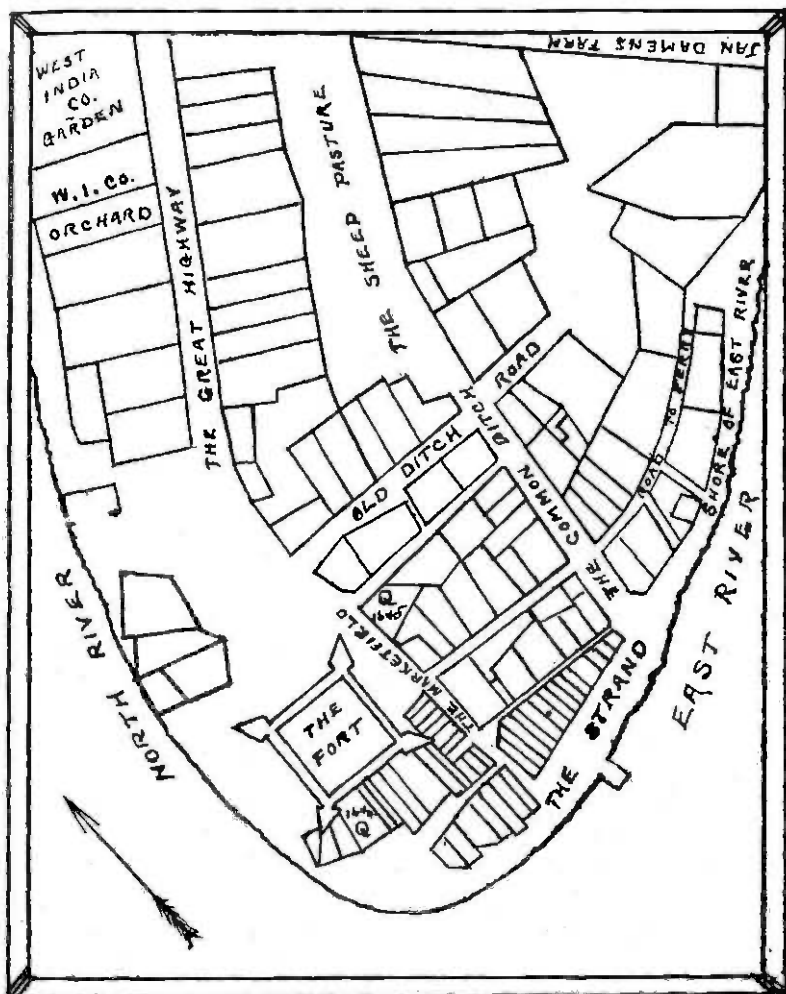 WEST
INDIA
CO.
GARDEN
W. I. CO.
ORCHARD
THE GREAT HIGHWAY
THE SHEEP PASTURE
JAN DAMENS FARM
OLD DITCH
DITCH ROAD
THE COMMON
ROAD TO FERRY
SHORE OF EAST RIVER
EAST RIVER
THE STRAND
THE MARKETFIELD
Q
THE
FORT
Q
NORTH RIVER